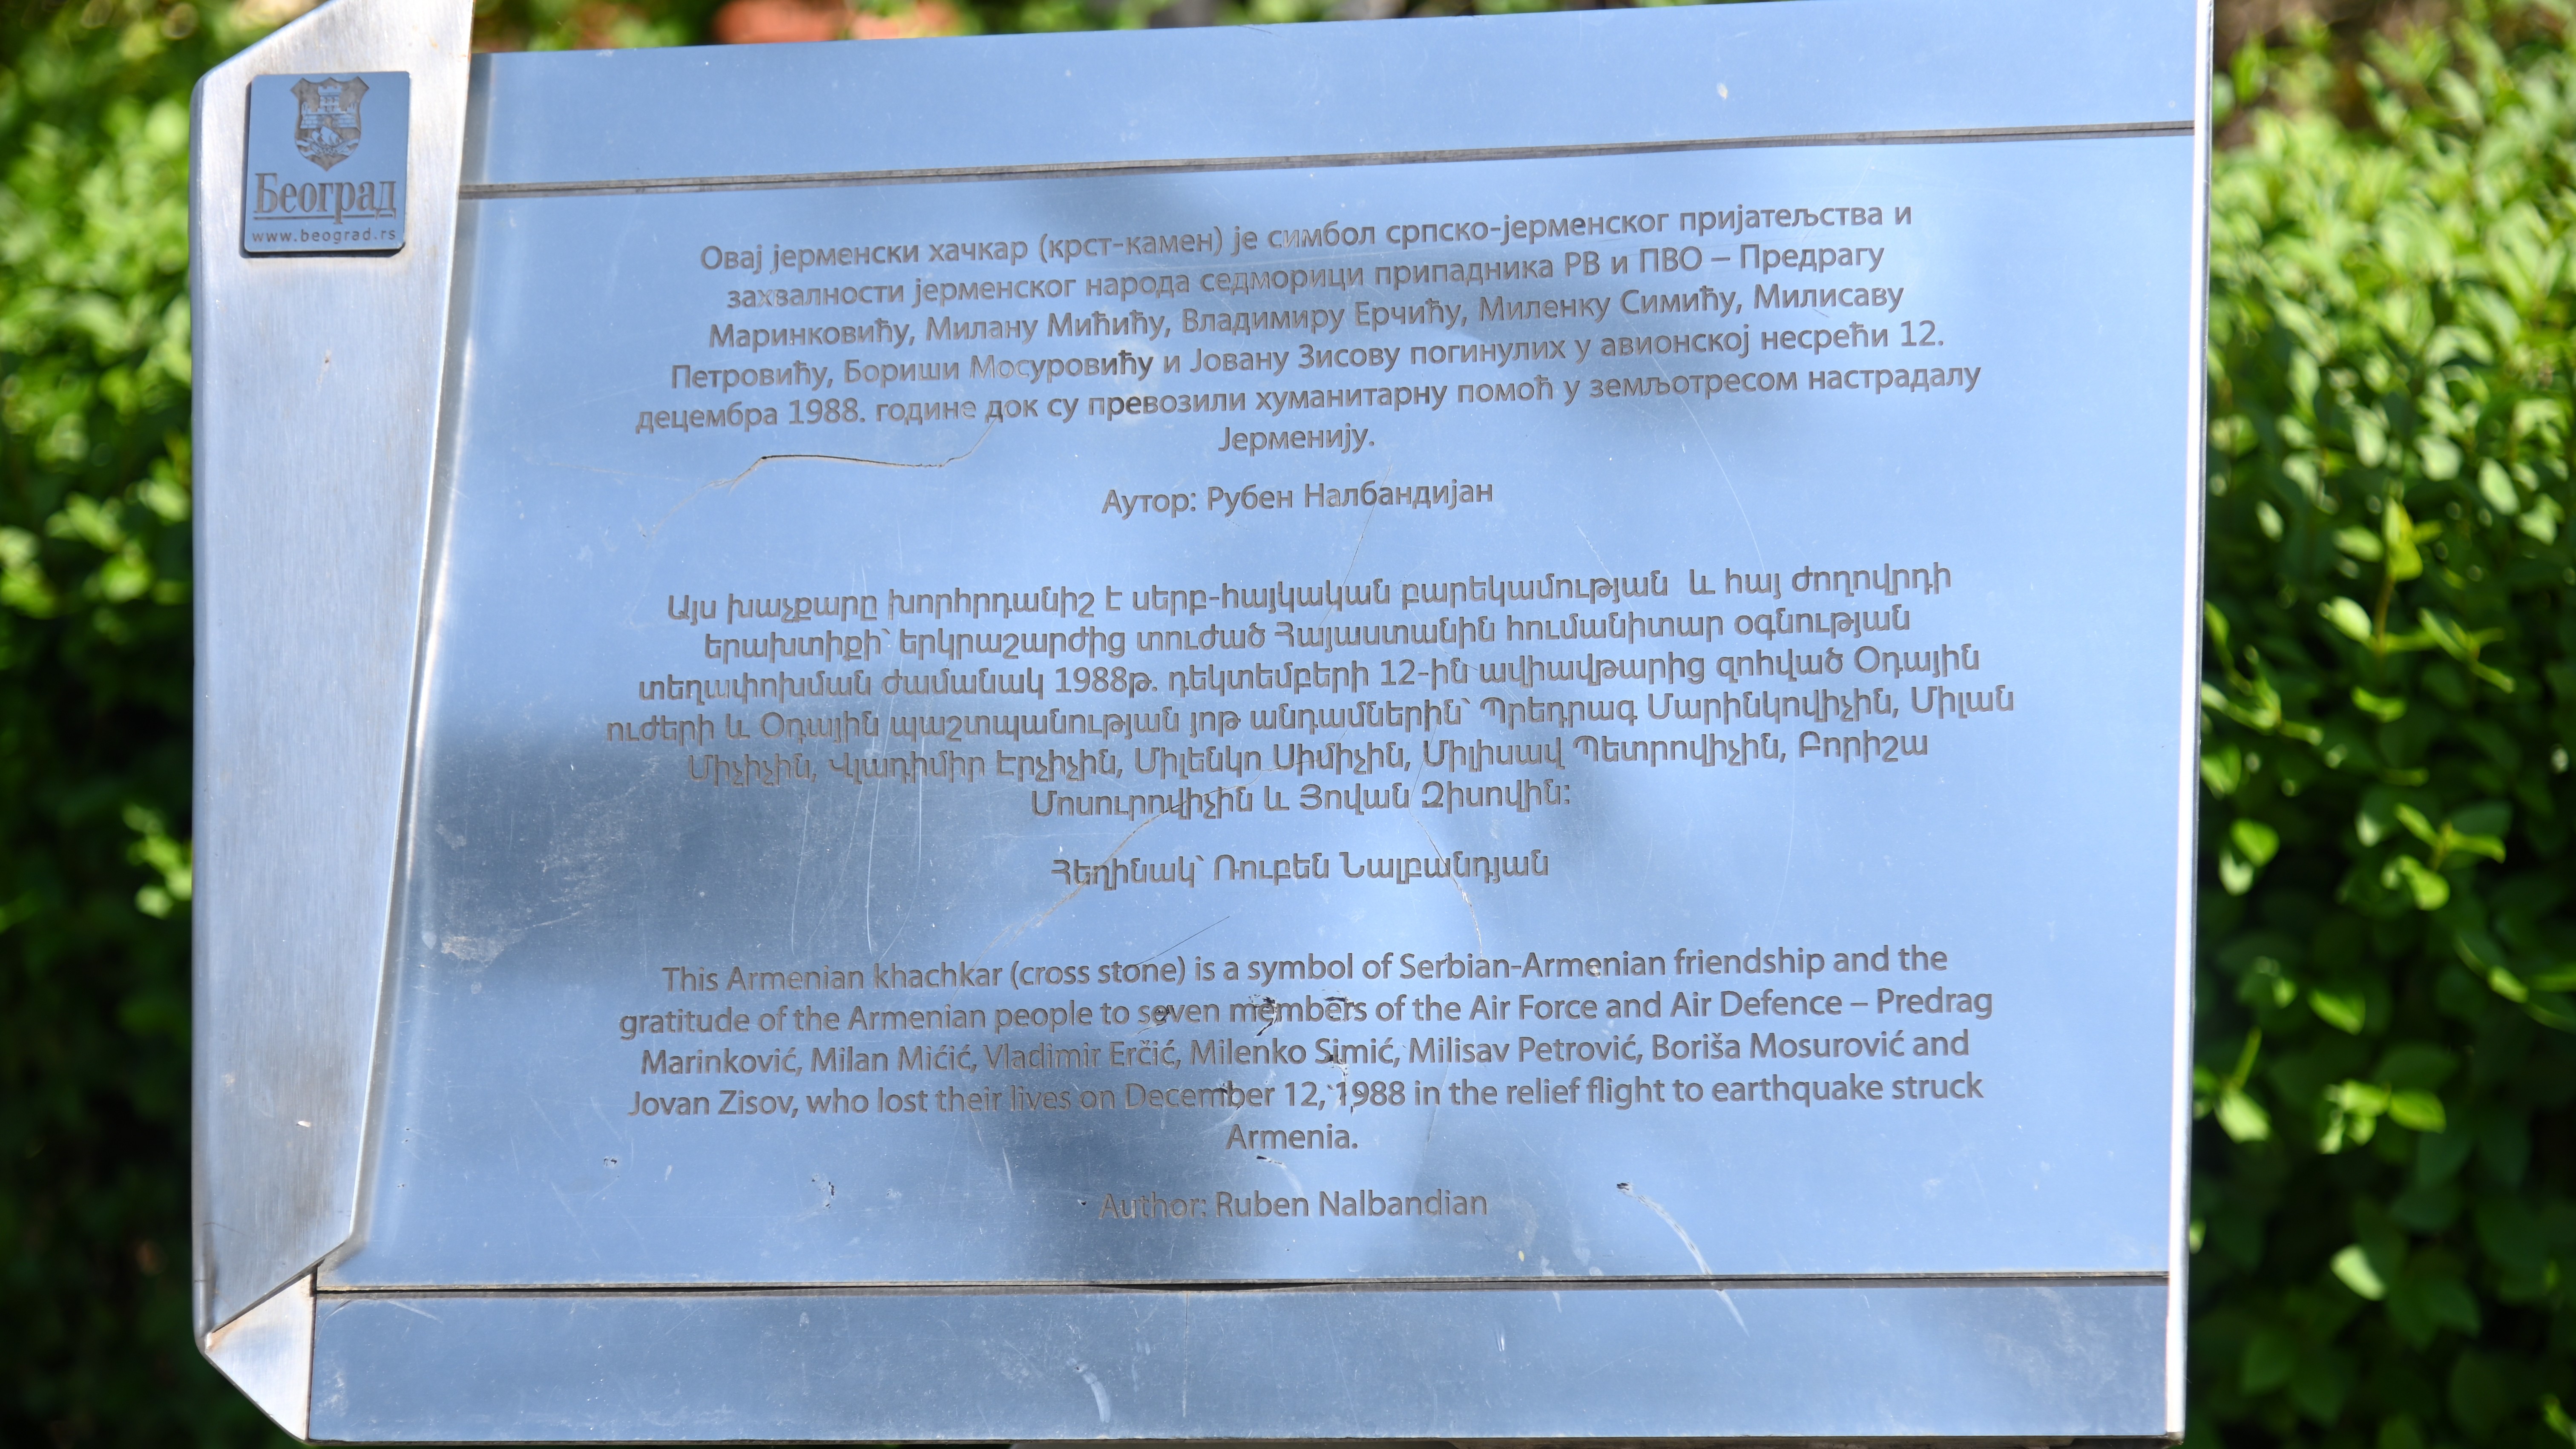 Београд
www.beograd.rs
Овај јерменски хачкар (крст-камен) је симбол српско-јерменског пријатељства и
захвалности јерменског народа седморици припадника РВ и ПВО – Предрагу
Маринковићу, Милану Мићићу, Владимиру Ерчићу, Миленку Симићу, Милисаву
Петровићу, Бориши Мосуровићу и Јовану Зисову погинулих у авионској несрећи 12.
децембра 1988. године док су превозили хуманитарну помоћ у земљотресом настрадалу
Јерменију.
Аутор: Рубен Налбандијан
Այս խաչքարը խորհրդանիշ է սերբ-հայկական բարեկամության և հայ ժողովրդի
երախտիքի՝ երկրաշարժից տուժած Հայաստանին հումանիտար օգնության
տեղափոխման ժամանակ 1988թ. դեկտեմբերի 12-ին ավիավթարից զոհված Օդային
ուժերի և Օդային պաշտպանության յոթ անդամներին՝ Պրեդրագ Մարինկովիչին, Միլան
Միչիչին, Վլադիմիր Էրչիչին, Միլենկո Սիմիչին, Միլիսավ Պետրովիչին, Բորիշա
Մոսուրովիչին և Յովան Զիսովին:
Հեղինակ՝ Ռուբեն Նալբանդյան
This Armenian khachkar (cross stone) is a symbol of Serbian-Armenian friendship and the
gratitude of the Armenian people to seven members of the Air Force and Air Defence – Predrag
Marinković, Milan Mićić, Vladimir Erčić, Milenko Simić, Milisav Petrović, Boriša Mosurović and
Jovan Zisov, who lost their lives on December 12, 1988 in the relief flight to earthquake struck
Armenia.
Author: Ruben Nalbandian